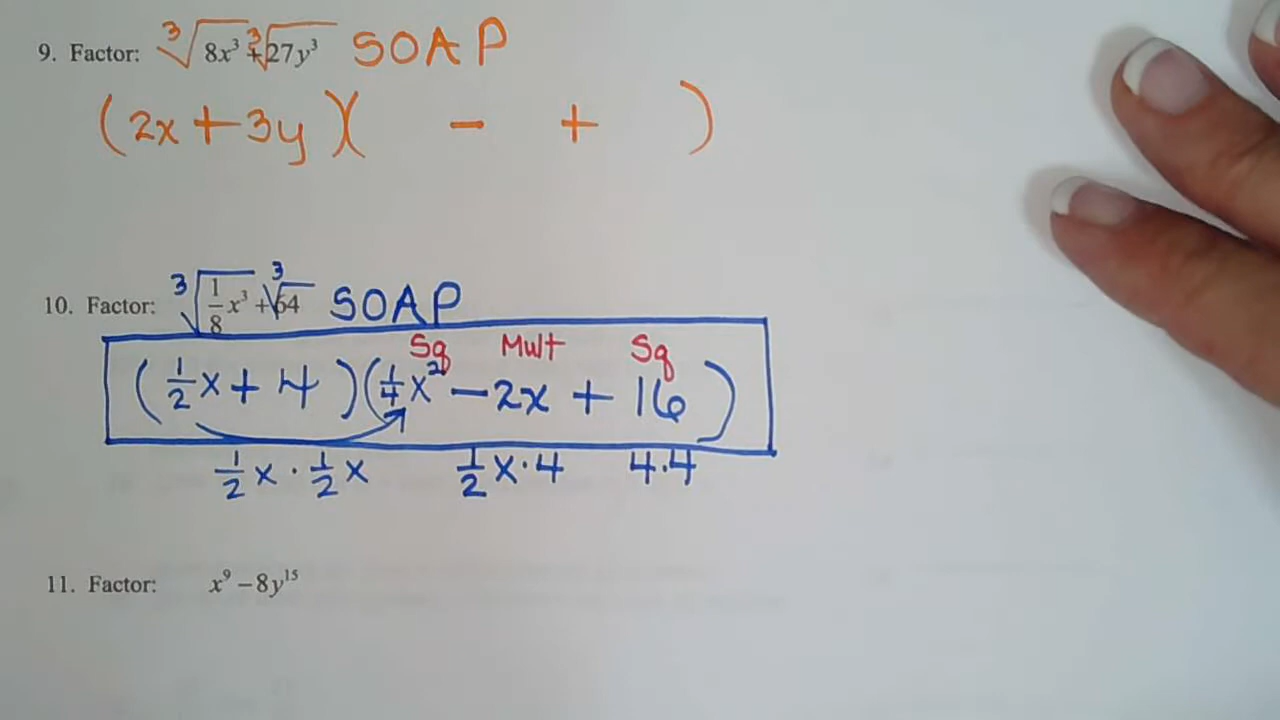 9. Factor: ∛8x³ + ∛27y³ SOAP
(2x + 3y)( - + )
10. Factor: ∛1/8 x³ + ∛64 SOAP
Sq Mult Sq
(1/2 x + 4)(1/4 x² - 2x + 16)
1/2 x · 1/2 x 1/2 x · 4 4 · 4
11. Factor: x⁹ - 8y¹⁵